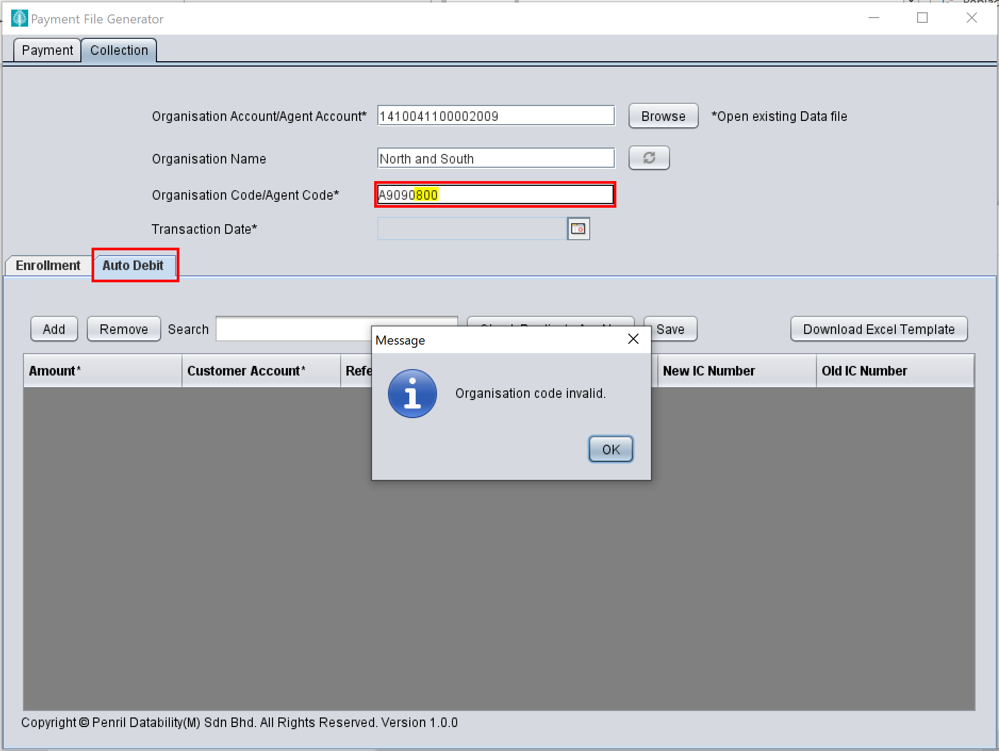 Payment File Generator
Payment Collection
Organisation Account/Agent Account* 1410041100002009 Browse *Open existing Data file
Organisation Name North and South
Organisation Code/Agent Code* A9090800
Transaction Date*
Enrollment Auto Debit
Add Remove Search Save Download Excel Template
Message
Amount* Customer Account* Refe New IC Number Old IC Number
Organisation code invalid.
OK
Copyright © Penril Datability(M) Sdn Bhd. All Rights Reserved. Version 1.0.0